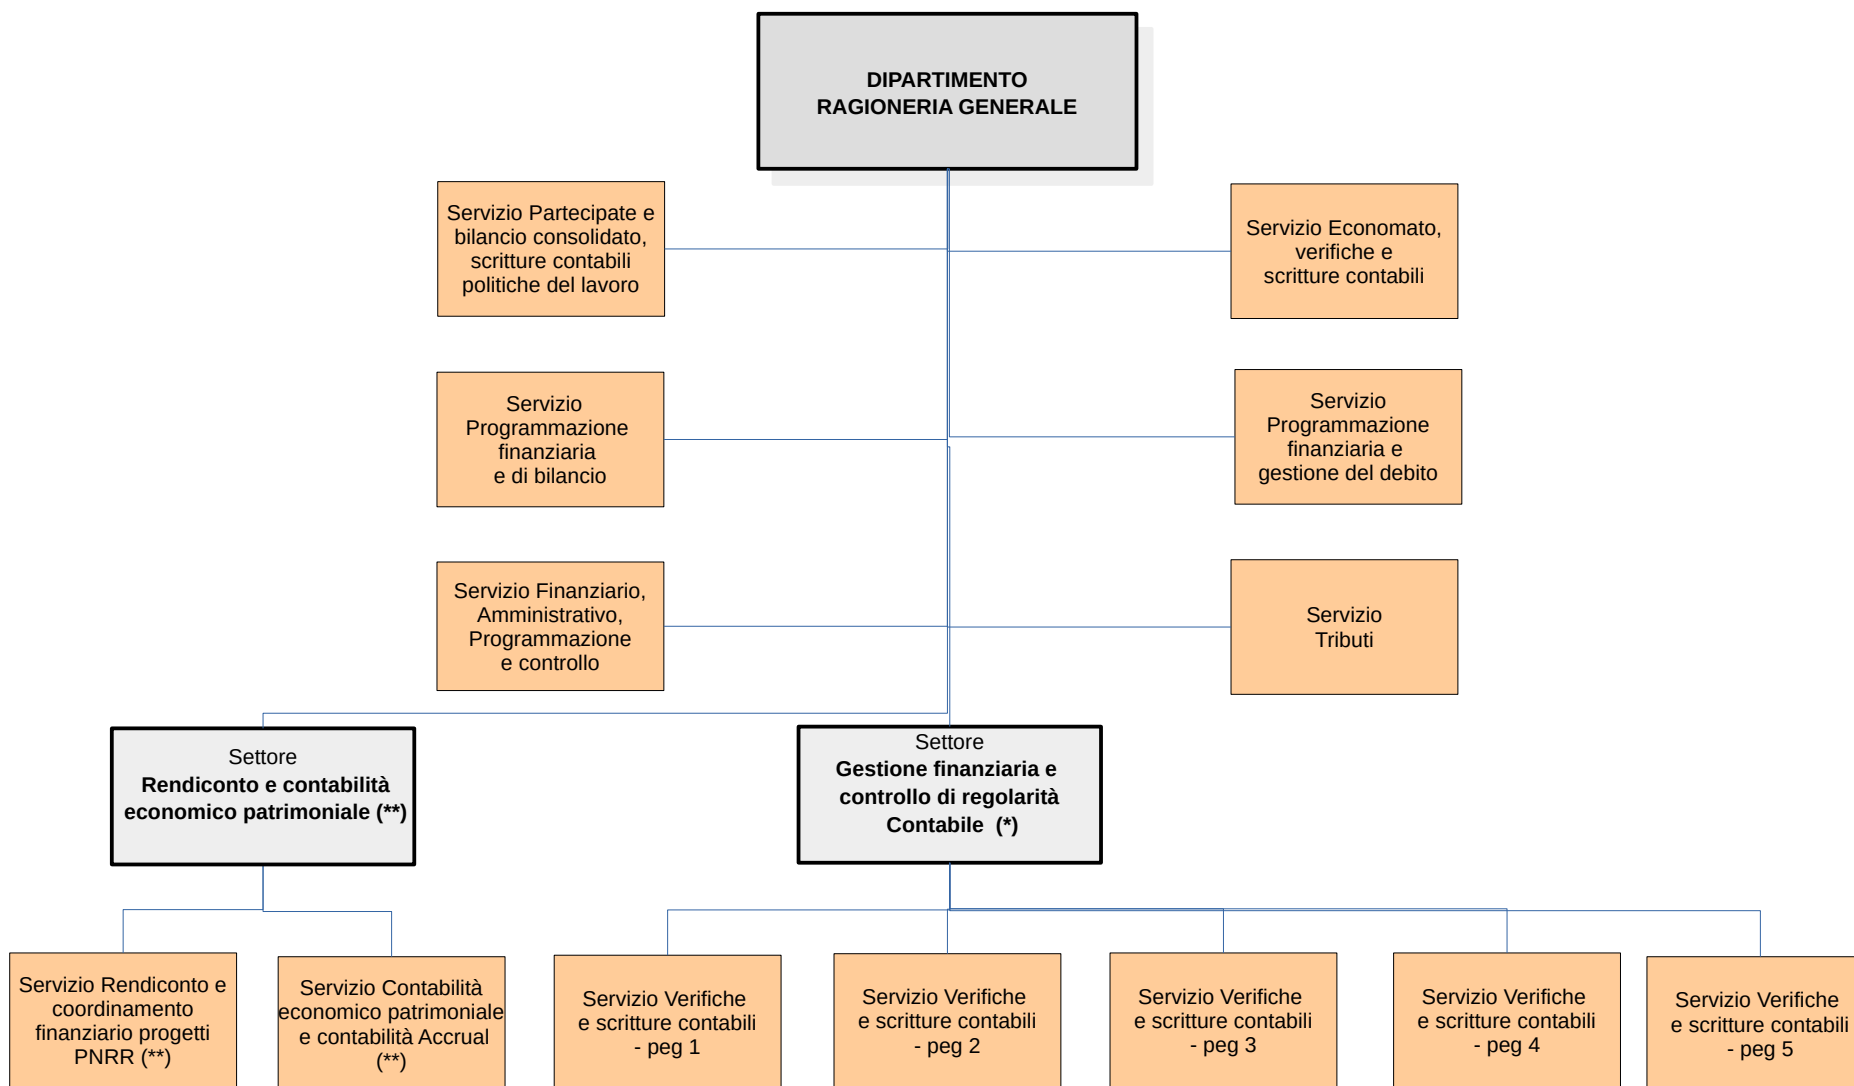 DIPARTIMENTO
RAGIONERIA GENERALE
Servizio Partecipate e
bilancio consolidato,
scritture contabili
politiche del lavoro
Servizio Economato,
verifiche e
scritture contabili
Servizio
Programmazione
finanziaria
e di bilancio
Servizio
Programmazione
finanziaria e
gestione del debito
Servizio Finanziario,
Amministrativo,
Programmazione
e controllo
Servizio
Tributi
Settore
Rendiconto e contabilità
economico patrimoniale (**)
Settore
Gestione finanziaria e
controllo di regolarità
Contabile (*)
Servizio Rendiconto e
coordinamento
finanziario progetti
PNRR (**)
Servizio Contabilità
economico patrimoniale
e contabilità Accrual
(**)
Servizio Verifiche
e scritture contabili
- peg 1
Servizio Verifiche
e scritture contabili
- peg 2
Servizio Verifiche
e scritture contabili
- peg 3
Servizio Verifiche
e scritture contabili
- peg 4
Servizio Verifiche
e scritture contabili
- peg 5